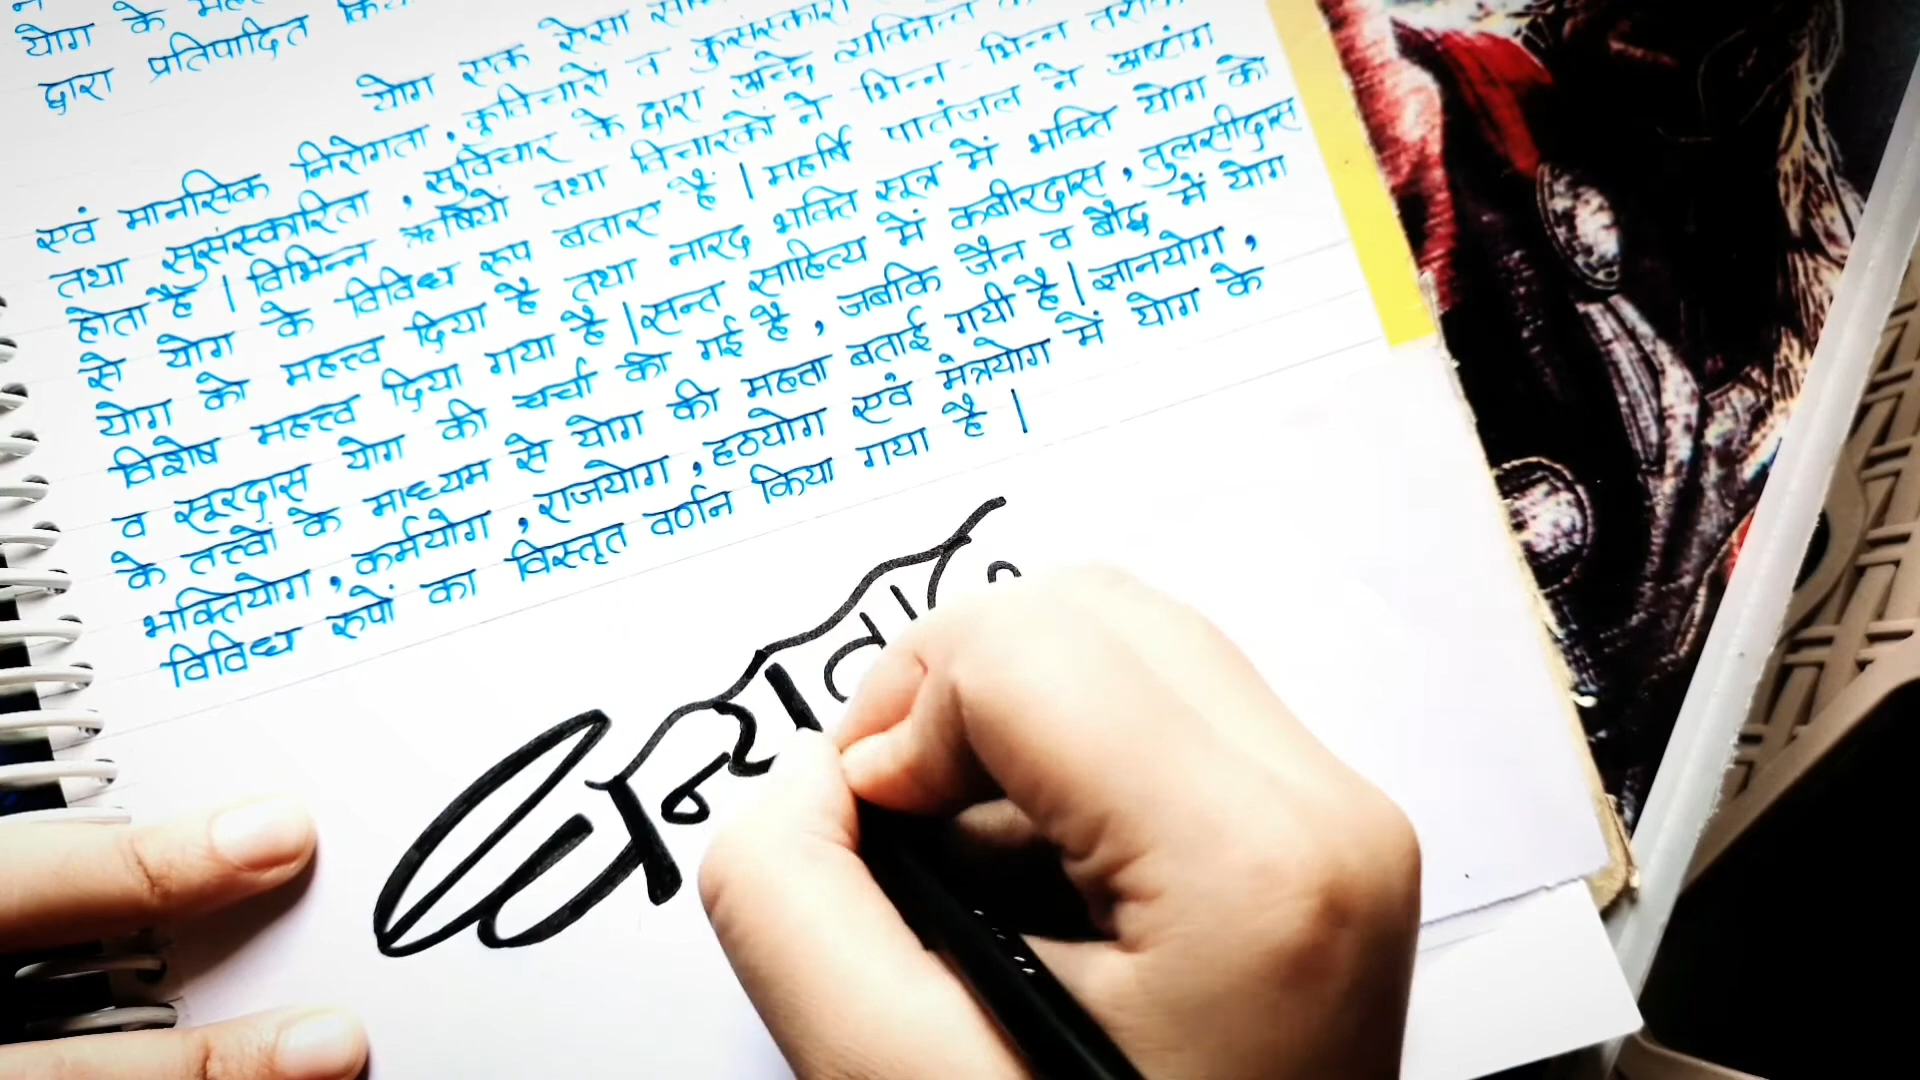 योग के
द्वारा प्रतिपादित
योग एक ऐसा
एवं मानसिक निरोगता, कुविचारों व कुसंस्कारों
तथा सुसंस्कारिता, सुविचार के द्वारा अच्छे व्यक्तित्व
होता है। विभिन्न ऋषियों तथा विचारकों ने भिन्न-भिन्न
से योग के विविध रूप बताए हैं। महर्षि पातंजल ने अष्टांग
योग को महत्त्व दिया है तथा नारद भक्ति सूत्र में भक्ति योग को
विशेष महत्त्व दिया गया है। सन्त साहित्य में कबीरदास, तुलसीदास
व सूरदास योग की चर्चा की गई है, जबकि जैन व बौद्ध में योग
के तत्त्वों के माध्यम से योग की महत्ता बताई गयी है। ज्ञानयोग,
भक्तियोग, कर्मयोग, राजयोग, हठयोग एवं मंत्रयोग में योग के
विविध रूपों का विस्तृत वर्णन किया गया है।